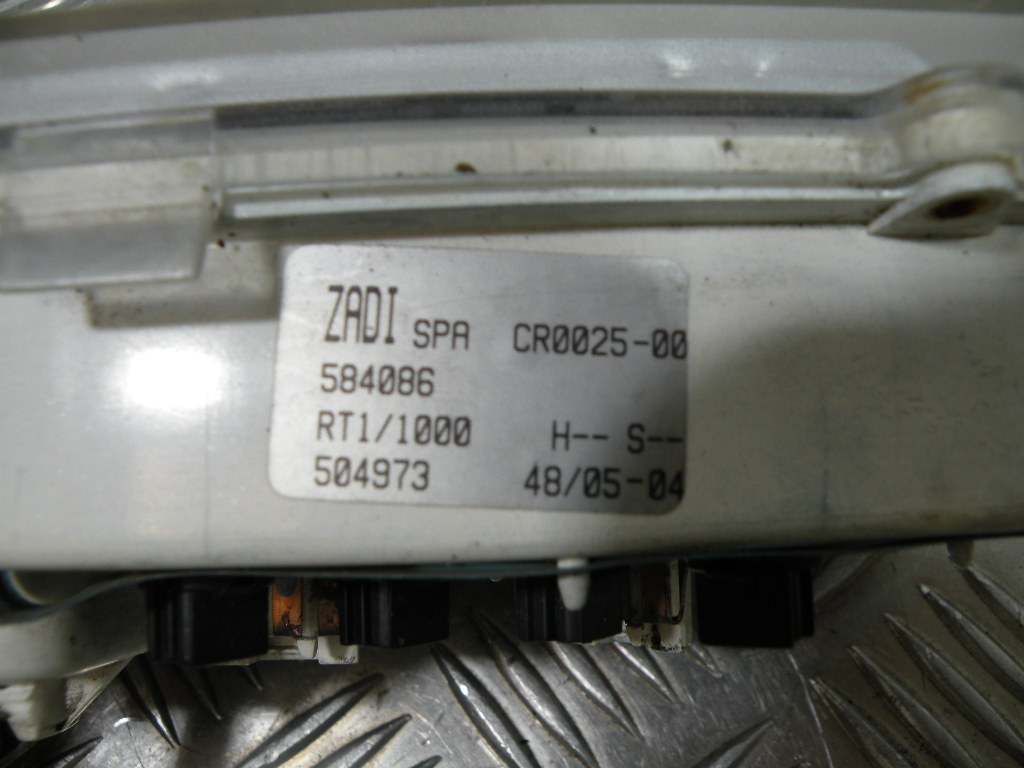 ZADI SPA CR0025-00
584086
RT1/1000 H-- S--
504973 48/05-04